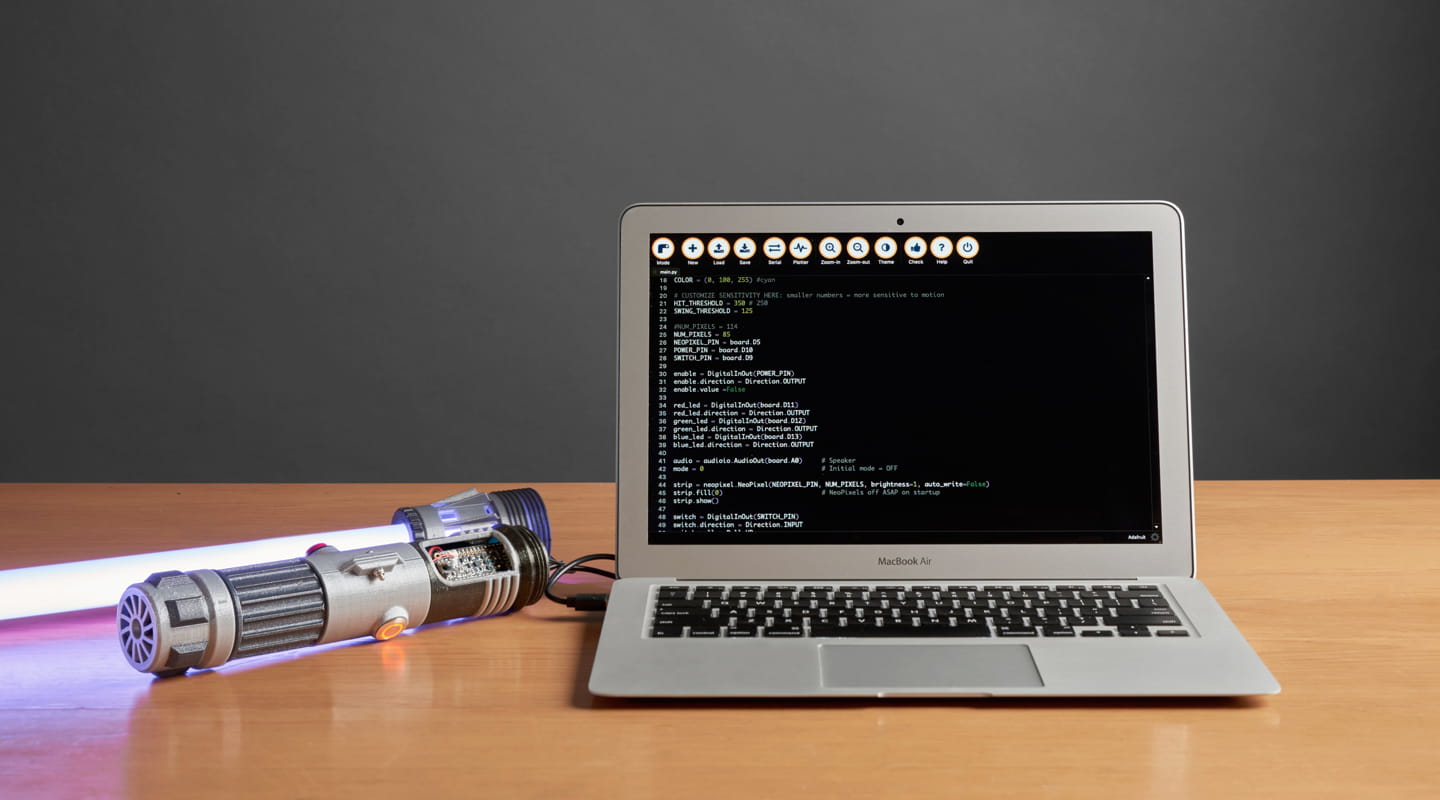 Mode New Load Save Serial Plotter Zoom-in Zoom-out Theme Check Help Quit
main.py
18 COLOR = (0, 100, 255) #cyan
19
20 # CUSTOMIZE SENSITIVITY HERE: smaller numbers = more sensitive to motion
21 HIT_THRESHOLD = 350 # 250
22 SWING_THRESHOLD = 125
23
24 #NUM_PIXELS = 114
25 NUM_PIXELS = 85
26 NEOPIXEL_PIN = board.D5
27 POWER_PIN = board.D10
28 SWITCH_PIN = board.D9
29
30 enable = DigitalInOut(POWER_PIN)
31 enable.direction = Direction.OUTPUT
32 enable.value =False
33
34 red_led = DigitalInOut(board.D11)
35 red_led.direction = Direction.OUTPUT
36 green_led = DigitalInOut(board.D12)
37 green_led.direction = Direction.OUTPUT
38 blue_led = DigitalInOut(board.D13)
39 blue_led.direction = Direction.OUTPUT
40
41 audio = audioio.AudioOut(board.A0) # Speaker
42 mode = 0 # Initial mode = OFF
43
44 strip = neopixel.NeoPixel(NEOPIXEL_PIN, NUM_PIXELS, brightness=1, auto_write=False)
45 strip.fill(0) # NeoPixels off ASAP on startup
46 strip.show()
47
48 switch = DigitalInOut(SWITCH_PIN)
49 switch.direction = Direction.INPUT
Adafruit
MacBook Air